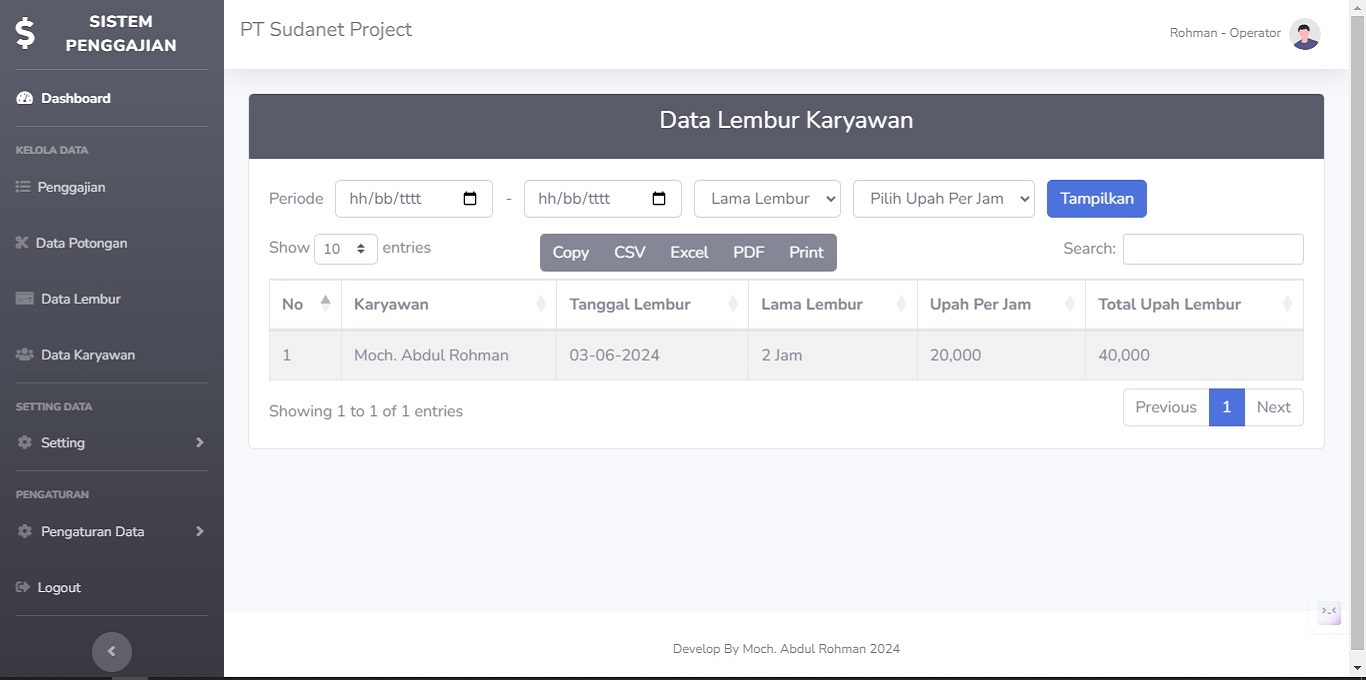 SISTEM
PENGGAJIAN
Dashboard
KELOLA DATA
Penggajian
Data Potongan
Data Lembur
Data Karyawan
SETTING DATA
Setting
PENGATURAN
Pengaturan Data
Logout
PT Sudanet Project
Rohman - Operator
Data Lembur Karyawan
Periode hh/bb/tttt - hh/bb/tttt Lama Lembur Pilih Upah Per Jam Tampilkan
Show 10 entries Copy CSV Excel PDF Print Search:
No Karyawan Tanggal Lembur Lama Lembur Upah Per Jam Total Upah Lembur
1 Moch. Abdul Rohman 03-06-2024 2 Jam 20,000 40,000
Showing 1 to 1 of 1 entries Previous 1 Next
Develop By Moch. Abdul Rohman 2024